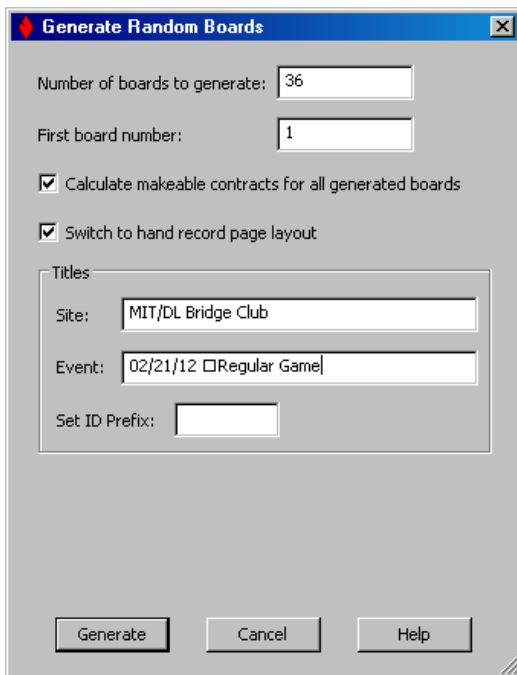 Generate Random Boards
Number of boards to generate: 36
First board number: 1
Calculate makeable contracts for all generated boards
Switch to hand record page layout
Titles
Site: MIT/DL Bridge Club
Event: 02/21/12 □Regular Game
Set ID Prefix:
Generate Cancel Help